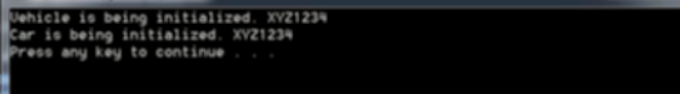 Vehicle is being initialized. XYZ1234
Car is being initialized. XYZ1234
Press any key to continue . . .